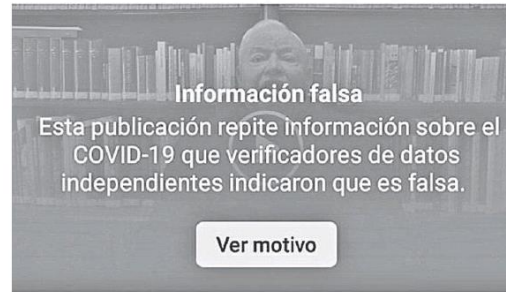 Información falsa
Esta publicación repite información sobre el
COVID-19 que verificadores de datos
independientes indicaron que es falsa.
Ver motivo